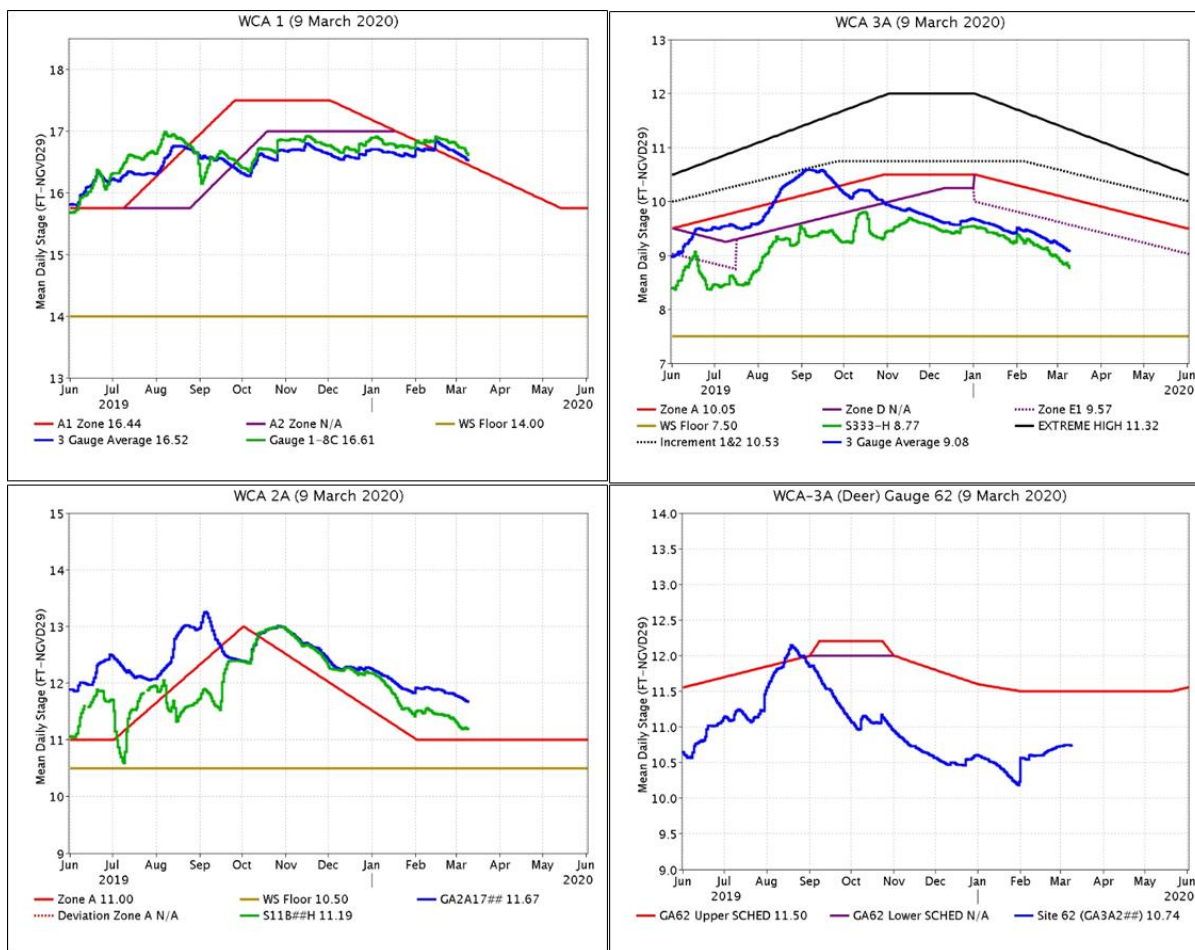 WCA 1 (9 March 2020)
Mean Daily Stage (FT-NGVD29)
18
17
16
15
14
13
Jun Jul Aug Sep Oct Nov Dec Jan Feb Mar Apr May Jun
2019 | 2020
A1 Zone 16.44 A2 Zone N/A WS Floor 14.00
3 Gauge Average 16.52 Gauge 1-8C 16.61
WCA 3A (9 March 2020)
Mean Daily Stage (FT-NGVD29)
13
12
11
10
9
8
7
Jun Jul Aug Sep Oct Nov Dec Jan Feb Mar Apr May Jun
2019 | 2020
Zone A 10.05 Zone D N/A Zone E1 9.57
WS Floor 7.50 S333-H 8.77 EXTREME HIGH 11.32
Increment 1&2 10.53 3 Gauge Average 9.08
WCA 2A (9 March 2020)
Mean Daily Stage (FT-NGVD29)
15
14
13
12
11
10
9
Jun Jul Aug Sep Oct Nov Dec Jan Feb Mar Apr May Jun
2019 | 2020
Zone A 11.00 WS Floor 10.50 GA2A17## 11.67
Deviation Zone A N/A S11B##H 11.19
WCA-3A (Deer) Gauge 62 (9 March 2020)
Mean Daily Stage (FT-NGVD29)
14.0
13.5
13.0
12.5
12.0
11.5
11.0
10.5
10.0
9.5
9.0
Jun Jul Aug Sep Oct Nov Dec Jan Feb Mar Apr May Jun
2019 | 2020
GA62 Upper SCHED 11.50 GA62 Lower SCHED N/A Site 62 (GA3A2##) 10.74